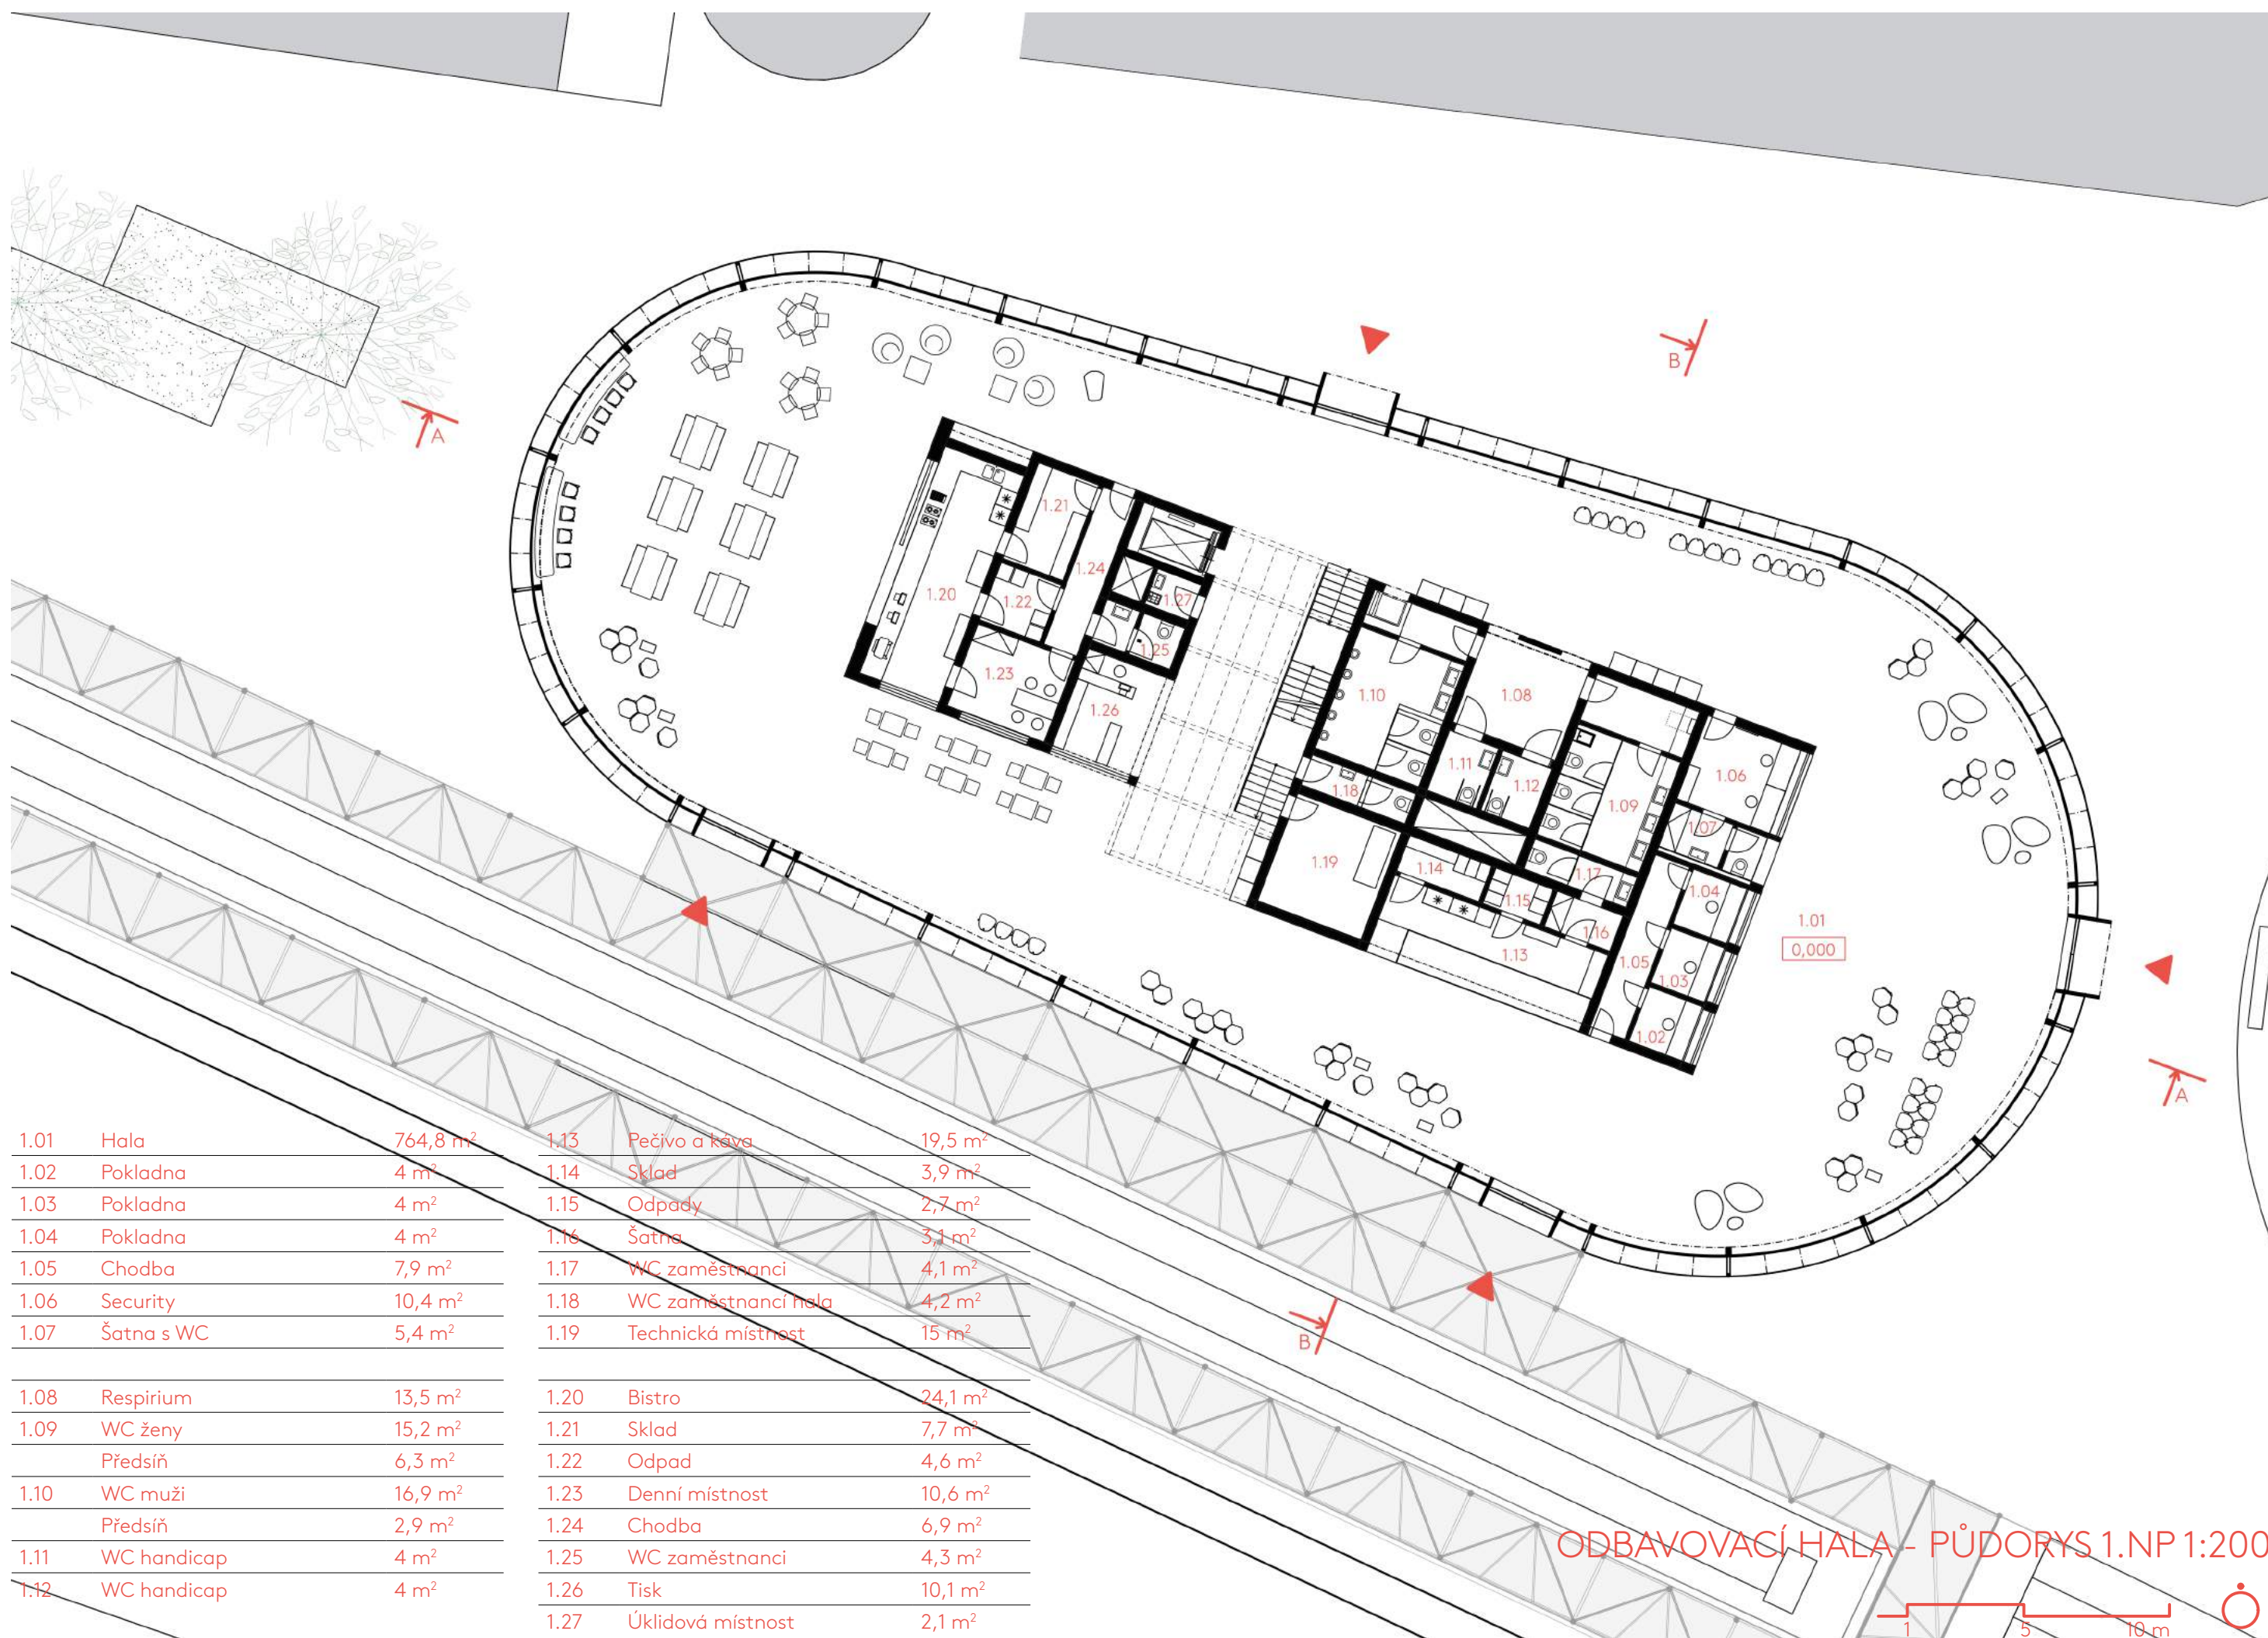 B
A
1.21
1.24
1.20
1.22
1.27
1.25
1.23
1.26
1.10
1.08
1.11
1.12
1.06
1.18
1.09
1.07
1.19
1.14
1.17
1.04
1.15
1.16
1.01
0,000
1.13
1.05
1.03
1.02
A
B
1.01 Hala 764,8 m²
1.02 Pokladna 4 m²
1.03 Pokladna 4 m²
1.04 Pokladna 4 m²
1.05 Chodba 7,9 m²
1.06 Security 10,4 m²
1.07 Šatna s WC 5,4 m²
1.08 Respirium 13,5 m²
1.09 WC ženy 15,2 m²
Předsíň 6,3 m²
1.10 WC muži 16,9 m²
Předsíň 2,9 m²
1.11 WC handicap 4 m²
1.12 WC handicap 4 m²
1.13 Pečivo a káva 19,5 m²
1.14 Sklad 3,9 m²
1.15 Odpady 2,7 m²
1.16 Šatna 3,1 m²
1.17 WC zaměstnanci 4,1 m²
1.18 WC zaměstnancí hala 4,2 m²
1.19 Technická místnost 15 m²
1.20 Bistro 24,1 m²
1.21 Sklad 7,7 m²
1.22 Odpad 4,6 m²
1.23 Denní místnost 10,6 m²
1.24 Chodba 6,9 m²
1.25 WC zaměstnanci 4,3 m²
1.26 Tisk 10,1 m²
1.27 Úklidová místnost 2,1 m²
ODBAVOVACÍ HALA - PŮDORYS 1.NP 1:200
1 5 10 m